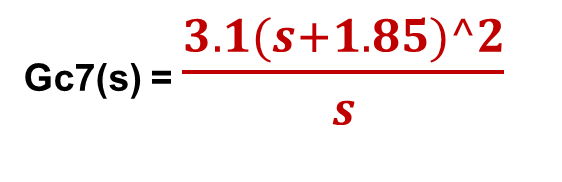 3.1(s+1.85)^2
Gc7(s) =
s